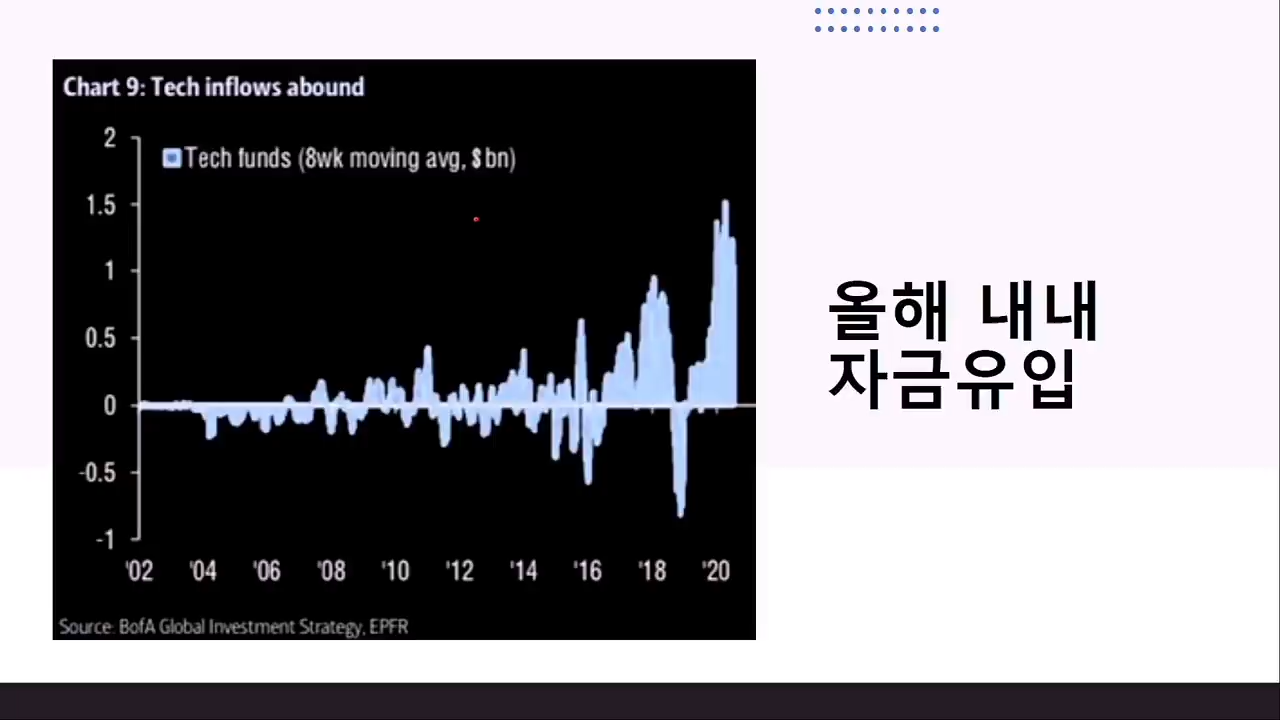 Chart 9: Tech inflows abound
Tech funds (8wk moving avg, $bn)
2
1.5
1
0.5
0
-0.5
-1
'02 '04 '06 '08 '10 '12 '14 '16 '18 '20
Source: BofA Global Investment Strategy, EPFR
올해 내내
자금유입